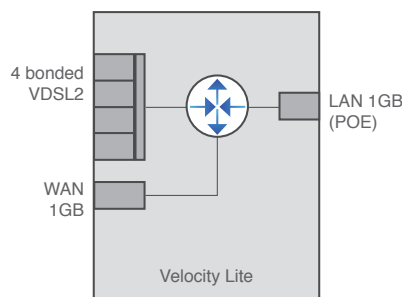 4 bonded
VDSL2
LAN 1GB
(POE)
WAN
1GB
Velocity Lite